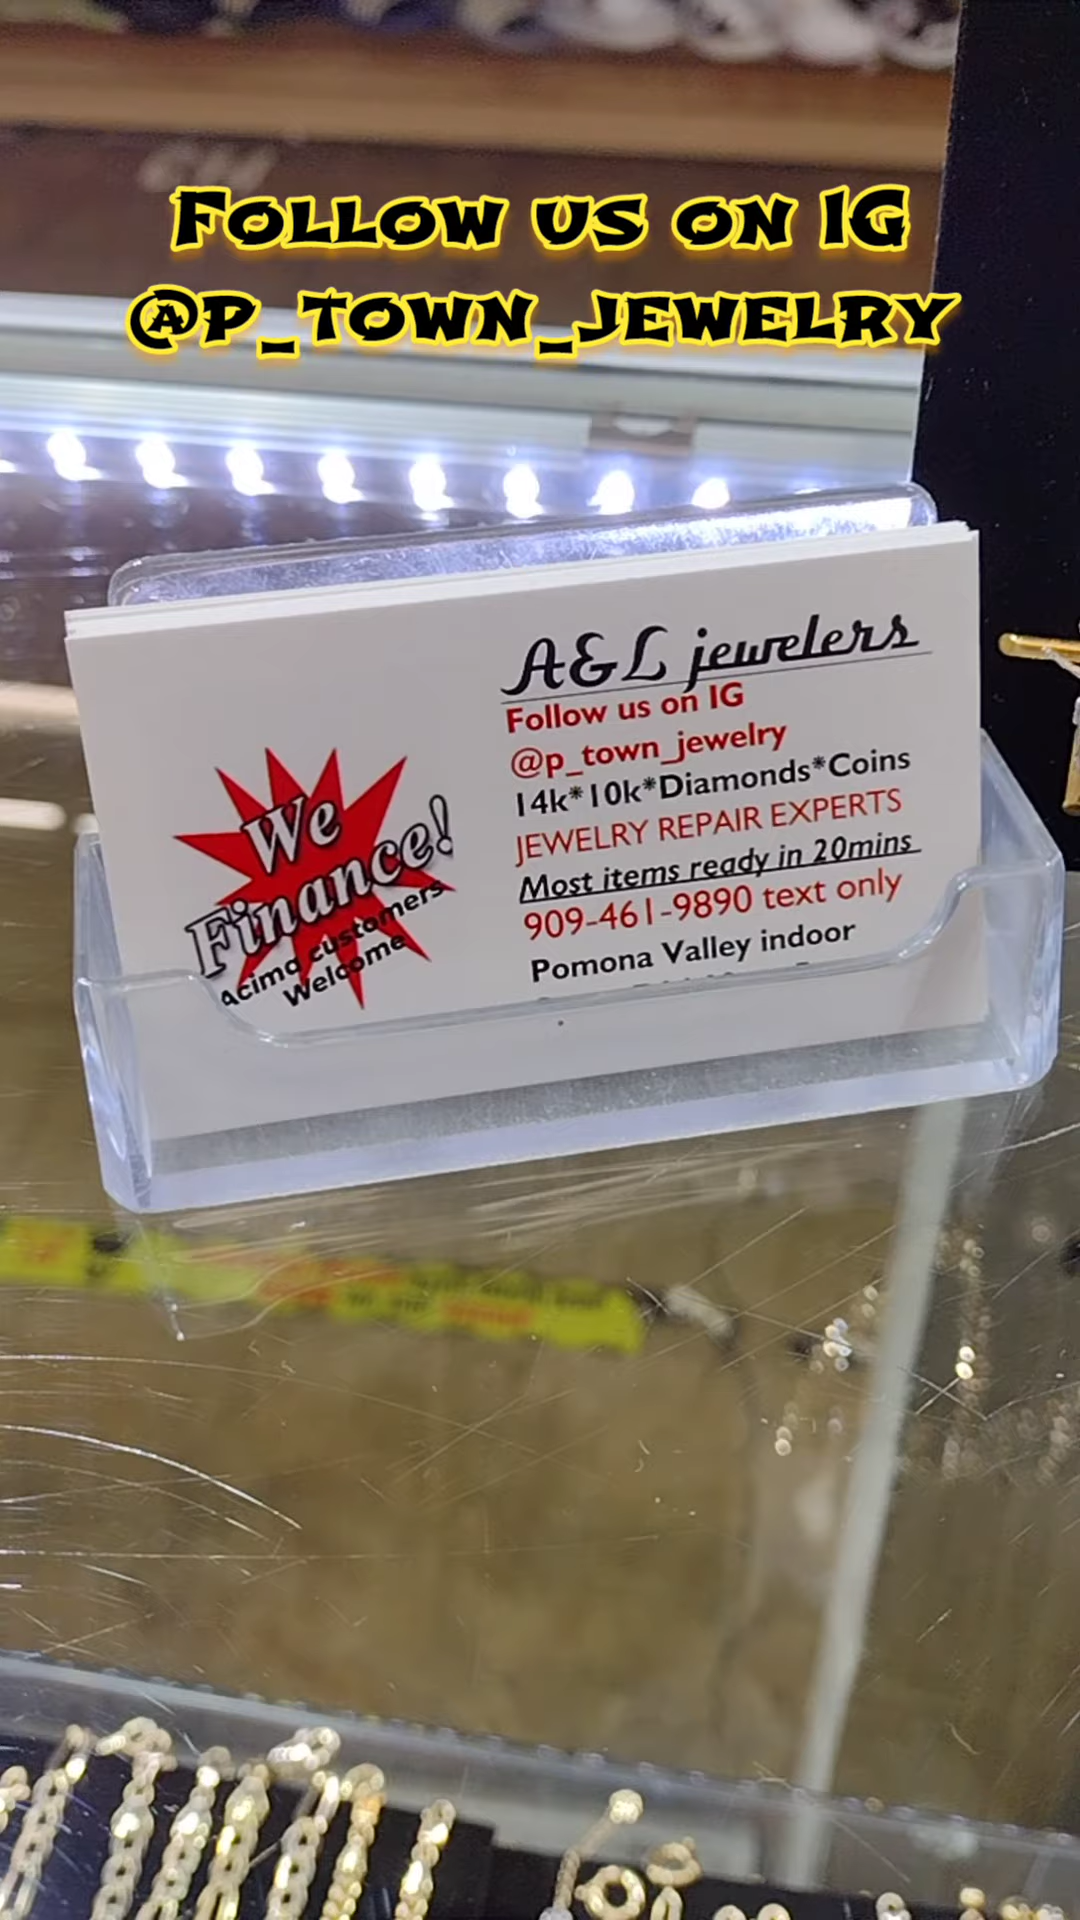 Follow us on IG
@p_town_jewelry
A&L jewelers
Follow us on IG
@p_town_jewelry
14k*10k*Diamonds*Coins
JEWELRY REPAIR EXPERTS
Most items ready in 20mins
909-461-9890 text only
Pomona Valley indoor
We
Finance!
Acima customers
Welcome